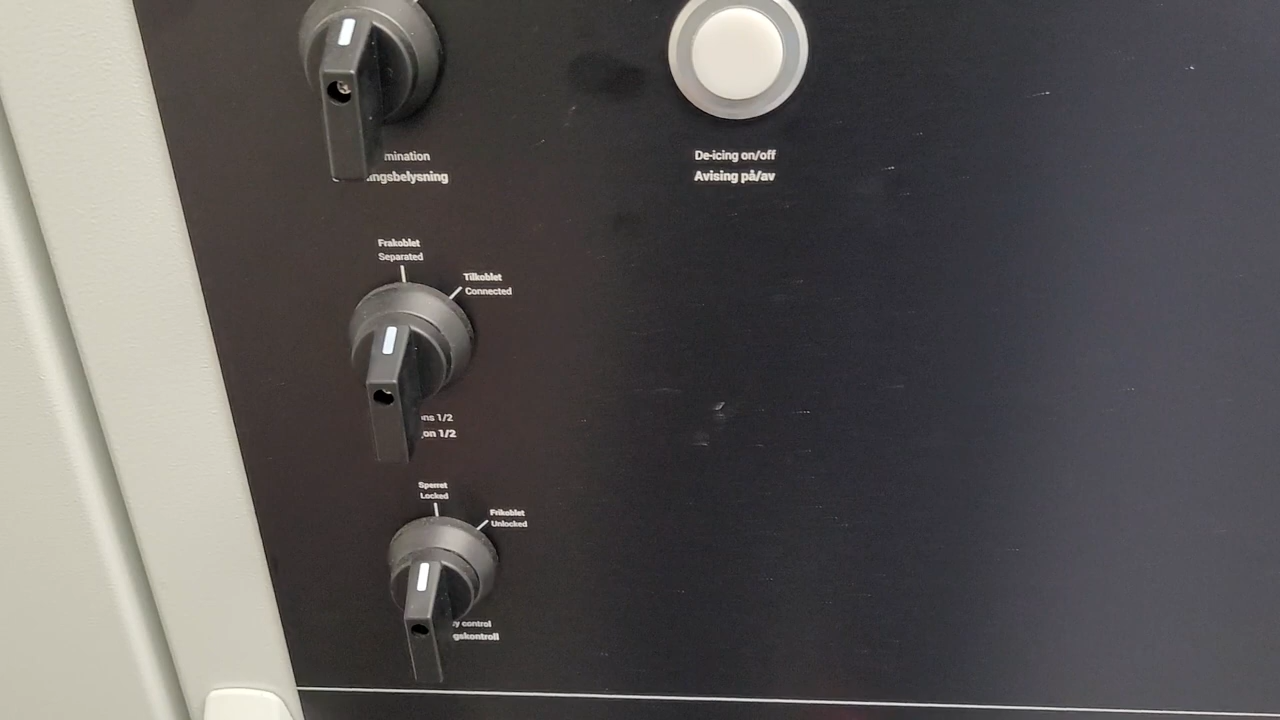 mination
ngsbelysning
De-icing on/off
Avising på/av
Frakoblet
Separated
Tilkoblet
Connected
ns 1/2
on 1/2
Sperret
Locked
Frikoblet
Unlocked
y control
gskontroll